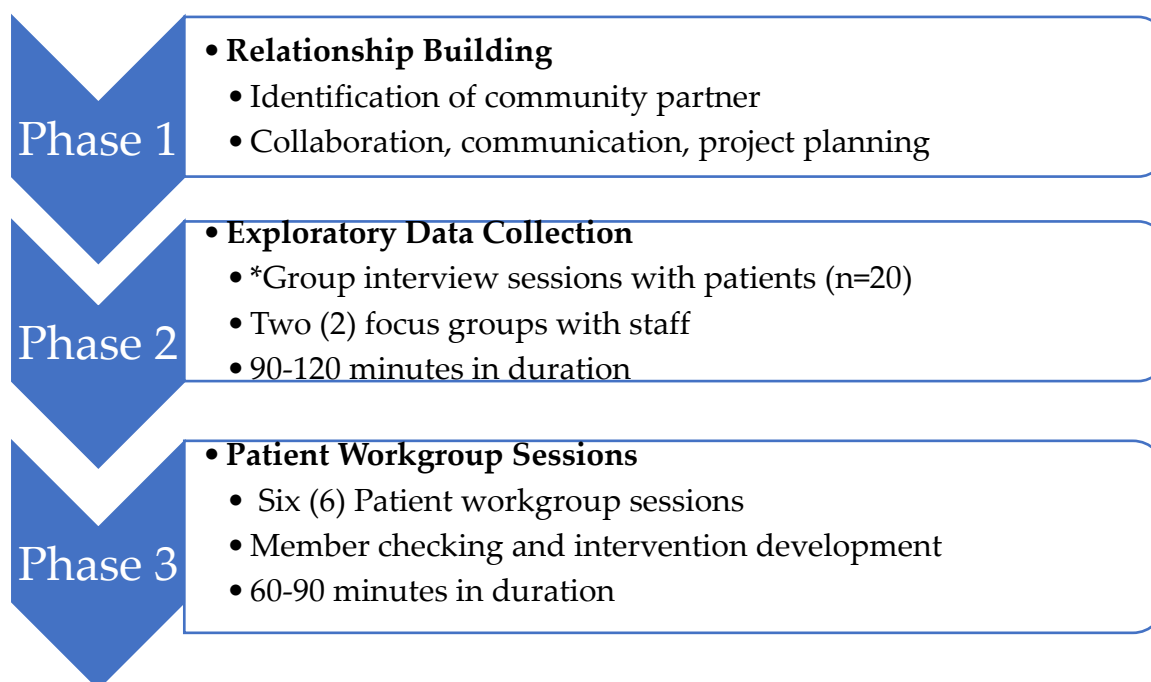 Phase 1
• Relationship Building
• Identification of community partner
• Collaboration, communication, project planning
Phase 2
• Exploratory Data Collection
• *Group interview sessions with patients (n=20)
• Two (2) focus groups with staff
• 90-120 minutes in duration
Phase 3
• Patient Workgroup Sessions
• Six (6) Patient workgroup sessions
• Member checking and intervention development
• 60-90 minutes in duration